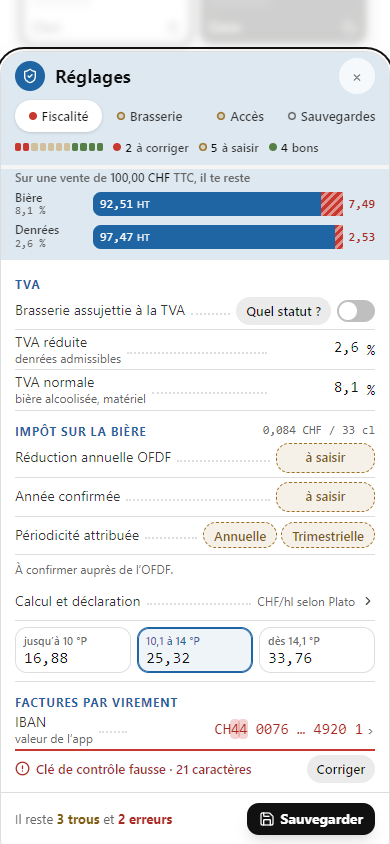 Réglages
×
Fiscalité
Brasserie
Accès
Sauvegardes
2 à corriger
5 à saisir
4 bons
Sur une vente de 100,00 CHF TTC, il te reste
Bière
8,1 %
92,51 HT
7,49
Denrées
2,6 %
97,47 HT
2,53
TVA
Brasserie assujettie à la TVA
Quel statut ?
TVA réduite
denrées admissibles
2,6 %
TVA normale
bière alcoolisée, matériel
8,1 %
IMPÔT SUR LA BIÈRE
0,084 CHF / 33 cl
Réduction annuelle OFDF
à saisir
Année confirmée
à saisir
Périodicité attribuée
Annuelle
Trimestrielle
À confirmer auprès de l'OFDF.
Calcul et déclaration
CHF/hl selon Plato
jusqu'à 10 °P
16,88
10,1 à 14 °P
25,32
dès 14,1 °P
33,76
FACTURES PAR VIREMENT
IBAN
valeur de l'app
CH44 0076 … 4920 1
Clé de contrôle fausse · 21 caractères
Corriger
Il reste 3 trous et 2 erreurs
Sauvegarder